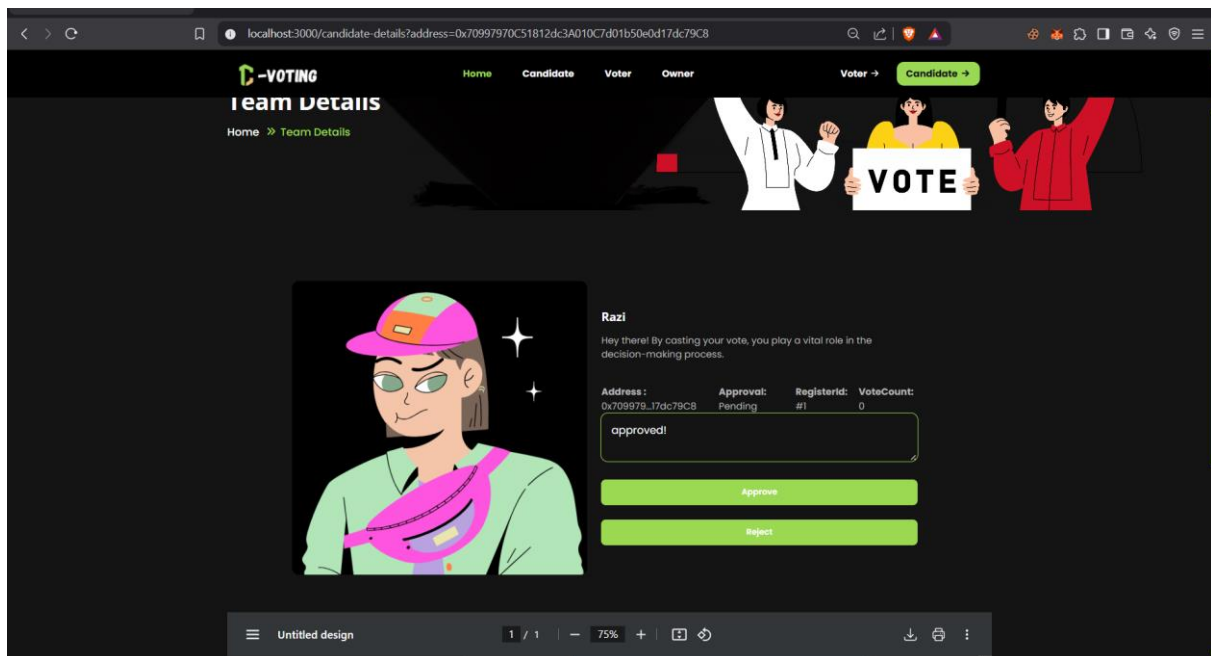 localhost:3000/candidate-details?address=0x70997970C51812dc3A010C7d01b50e0d17dc79C8
C-VOTING Home Candidate Voter Owner Voter → Candidate →
Team Details
Home » Team Details
VOTE
Razi
Hey there! By casting your vote, you play a vital role in the
decision-making process.
Address : Approval: RegisterId: VoteCount:
0x709979...17dc79C8 Pending #1 0
approved!
Approve
Reject
Untitled design 1 / 1 75%